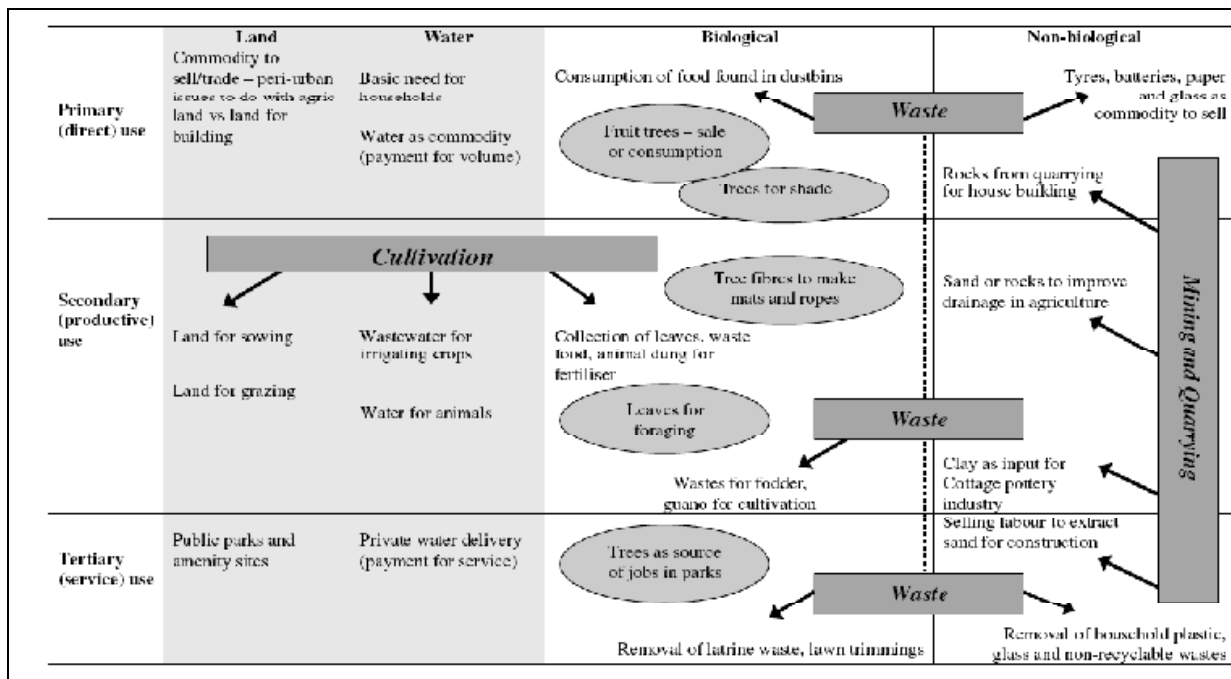 Land
Water
Biological
Non-biological
Primary
(direct) use
Commodity to
sell/trade – peri-urban
issues to do with agric
land vs land for
building
Basic need for
households
Water as commodity
(payment for volume)
Consumption of food found in dustbins
Waste
Tyres, batteries, paper
and glass as
commodity to sell
Fruit trees – sale
or consumption
Trees for shade
Rocks from quarrying
for house building
Mining and Quarrying
Secondary
(productive)
use
Cultivation
Land for sowing
Land for grazing
Wastewater for
irrigating crops
Water for animals
Tree fibres to make
mats and ropes
Collection of leaves, waste
food, animal dung for
fertiliser
Leaves for
foraging
Waste
Wastes for fodder,
guano for cultivation
Sand or rocks to improve
drainage in agriculture
Clay as input for
Cottage pottery
industry
Tertiary
(service) use
Public parks and
amenity sites
Private water delivery
(payment for service)
Trees as source
of jobs in parks
Selling labour to extract
sand for construction
Waste
Removal of latrine waste, lawn trimmings
Removal of household plastic,
glass and non-recyclable wastes